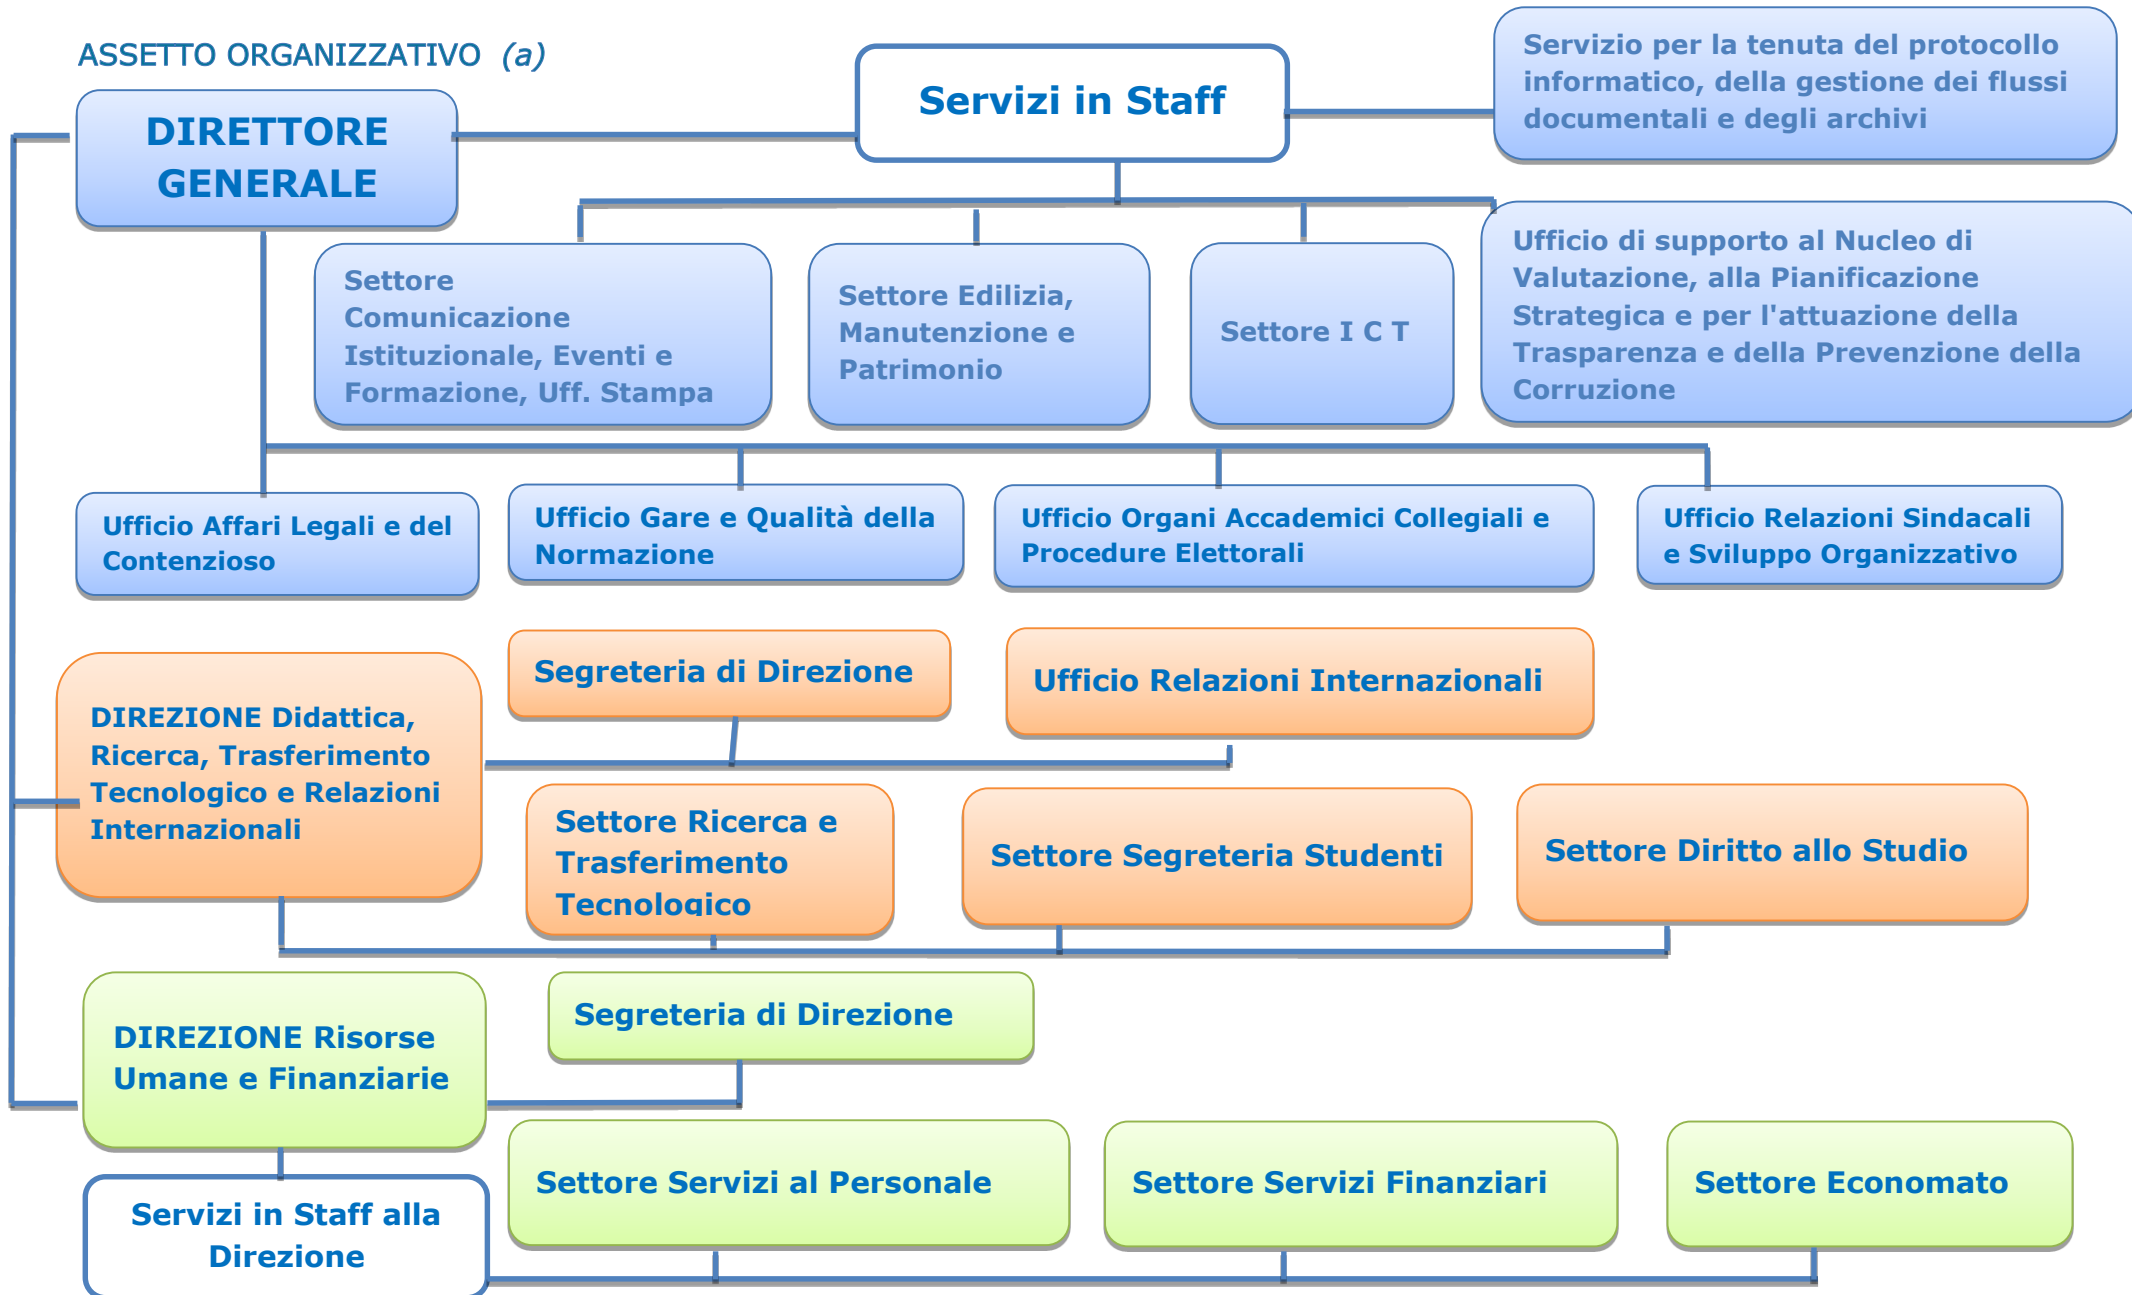 ASSETTO ORGANIZZATIVO (a)
Servizi in Staff
Servizio per la tenuta del protocollo
informatico, della gestione dei flussi
documentali e degli archivi
DIRETTORE
GENERALE
Settore
Comunicazione
Istituzionale, Eventi e
Formazione, Uff. Stampa
Settore Edilizia,
Manutenzione e
Patrimonio
Settore I C T
Ufficio di supporto al Nucleo di
Valutazione, alla Pianificazione
Strategica e per l'attuazione della
Trasparenza e della Prevenzione della
Corruzione
Ufficio Affari Legali e del
Contenzioso
Ufficio Gare e Qualità della
Normazione
Ufficio Organi Accademici Collegiali e
Procedure Elettorali
Ufficio Relazioni Sindacali
e Sviluppo Organizzativo
Segreteria di Direzione
Ufficio Relazioni Internazionali
DIREZIONE Didattica,
Ricerca, Trasferimento
Tecnologico e Relazioni
Internazionali
Settore Ricerca e
Trasferimento
Tecnologico
Settore Segreteria Studenti
Settore Diritto allo Studio
Segreteria di Direzione
DIREZIONE Risorse
Umane e Finanziarie
Settore Servizi al Personale
Settore Servizi Finanziari
Settore Economato
Servizi in Staff alla
Direzione